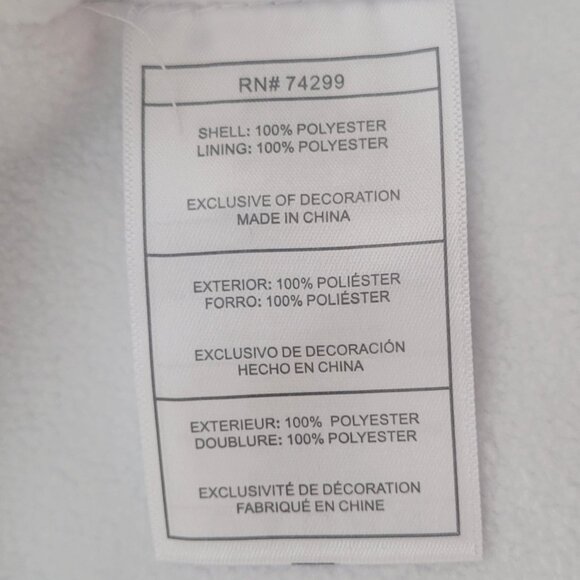 RN# 74299
SHELL: 100% POLYESTER
LINING: 100% POLYESTER
EXCLUSIVE OF DECORATION
MADE IN CHINA
EXTERIOR: 100% POLIÉSTER
FORRO: 100% POLIÉSTER
EXCLUSIVO DE DECORACIÓN
HECHO EN CHINA
EXTERIEUR: 100% POLYESTER
DOUBLURE: 100% POLYESTER
EXCLUSIVITÉ DE DÉCORATION
FABRIQUÉ EN CHINE